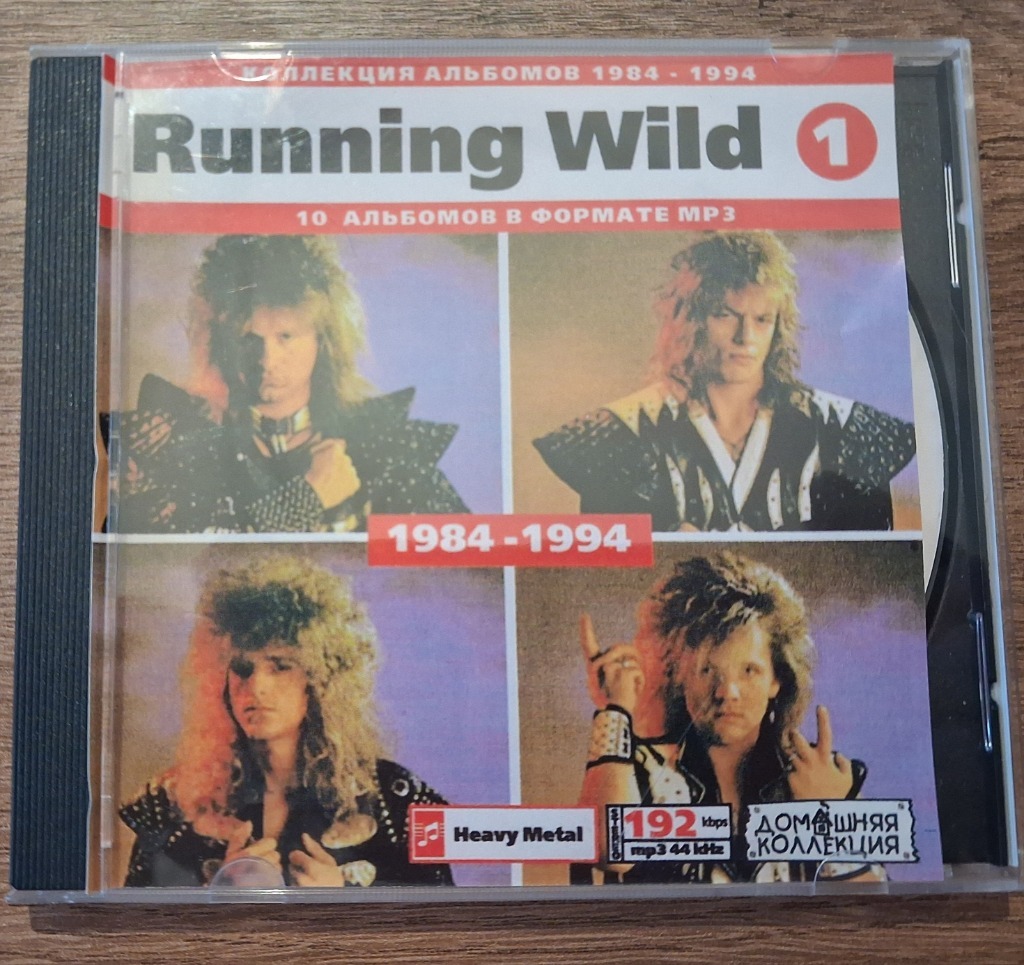 КОЛЛЕКЦИЯ АЛЬБОМОВ 1984 - 1994
Running Wild 1
10 АЛЬБОМОВ В ФОРМАТЕ MP3
1984-1994
Heavy Metal
192 kbps
mp3 44 kHz
ДОМАШНЯЯ
КОЛЛЕКЦИЯ